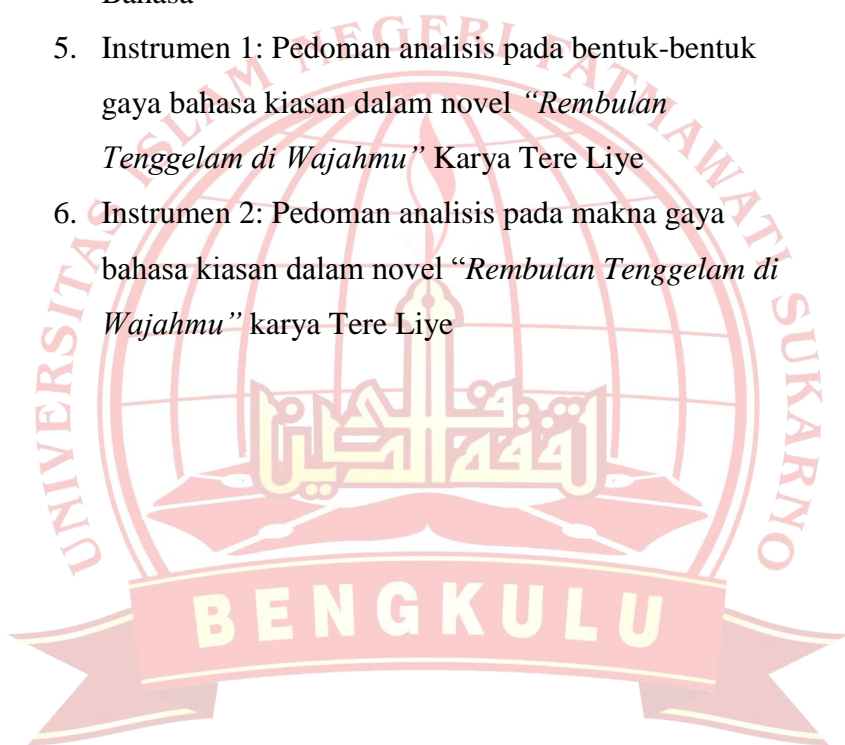 Bahasa
5. Instrumen 1: Pedoman analisis pada bentuk-bentuk
gaya bahasa kiasan dalam novel “Rembulan
Tenggelam di Wajahmu” Karya Tere Liye
6. Instrumen 2: Pedoman analisis pada makna gaya
bahasa kiasan dalam novel “Rembulan Tenggelam di
Wajahmu” karya Tere Liye
UNIVERSITAS ISLAM NEGERI FATMAWATI SUKARNO
BENGKULU